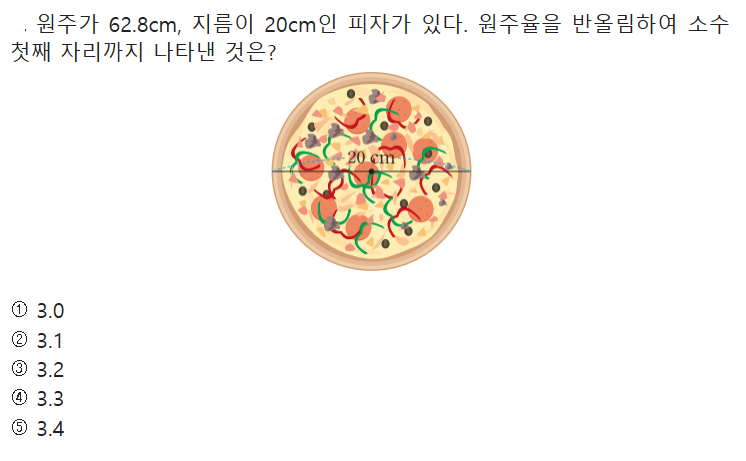 . 원주가 62.8cm, 지름이 20cm인 피자가 있다. 원주율을 반올림하여 소수
첫째 자리까지 나타낸 것은?
20 cm
① 3.0
② 3.1
③ 3.2
④ 3.3
⑤ 3.4